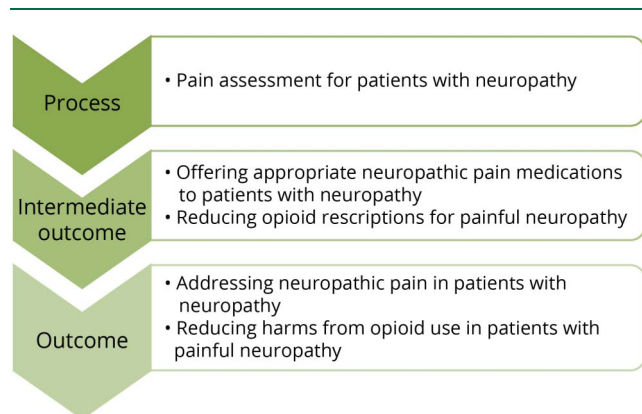 Process
• Pain assessment for patients with neuropathy
Intermediate
outcome
• Offering appropriate neuropathic pain medications
to patients with neuropathy
• Reducing opioid rescriptions for painful neuropathy
Outcome
• Addressing neuropathic pain in patients with
neuropathy
• Reducing harms from opioid use in patients with
painful neuropathy